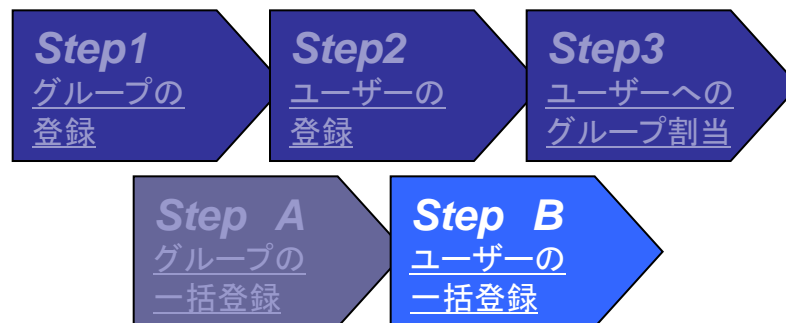 Step1
グループの
登録
Step2
ユーザーの
登録
Step3
ユーザーへの
グループ割当
Step A
グループの
一括登録
Step B
ユーザーの
一括登録